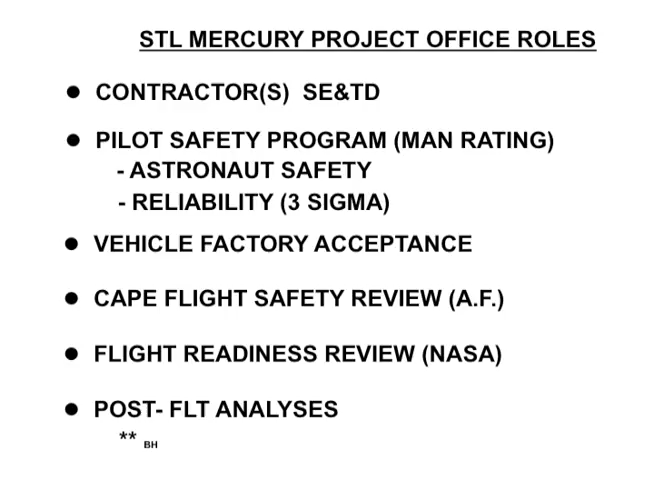 STL MERCURY PROJECT OFFICE ROLES
● CONTRACTOR(S) SE&TD
● PILOT SAFETY PROGRAM (MAN RATING)
- ASTRONAUT SAFETY
- RELIABILITY (3 SIGMA)
● VEHICLE FACTORY ACCEPTANCE
● CAPE FLIGHT SAFETY REVIEW (A.F.)
● FLIGHT READINESS REVIEW (NASA)
● POST- FLT ANALYSES
** BH